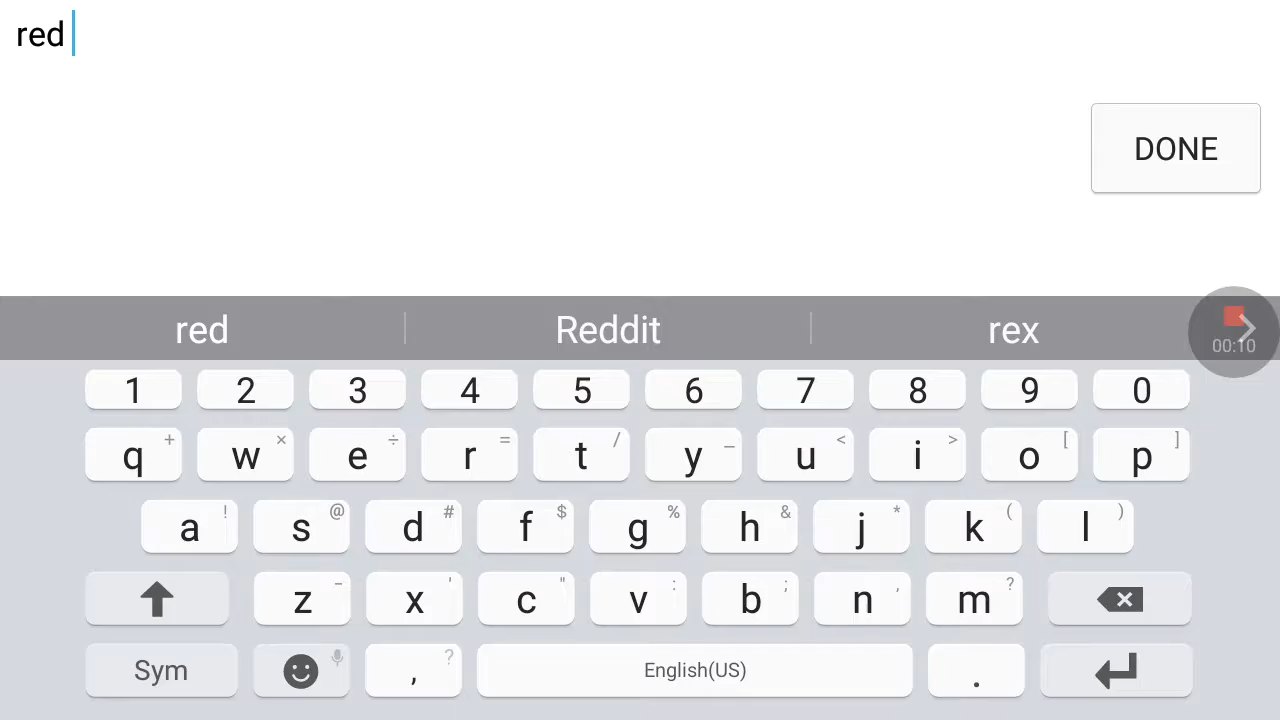 red
DONE
red Reddit rex
00:10
1 2 3 4 5 6 7 8 9 0
q + w × e ÷ r = t / y _ u < i > o [ p ]
a ! s @ d # f $ g % h & j * k ( l )
z - x ' c " v : b ; n , m ?
Sym , ? English(US) .